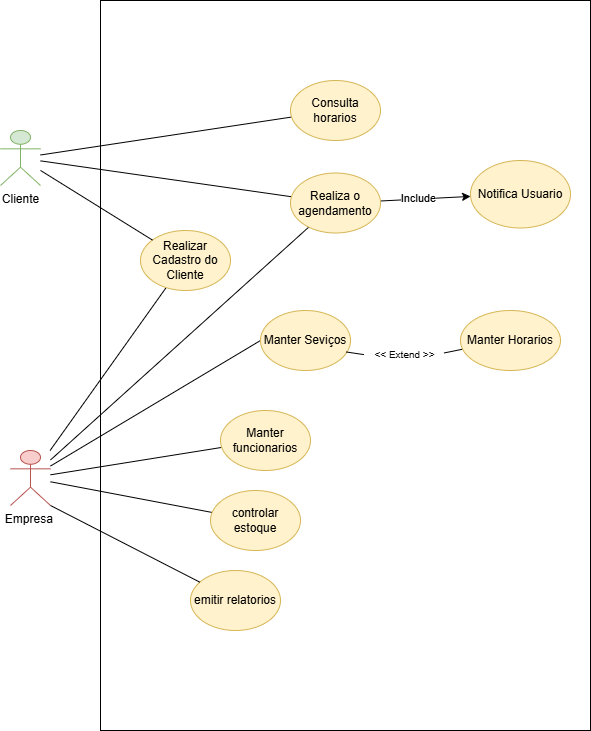 Consulta
horarios
Cliente
Realiza o
agendamento
Include
Notifica Usuario
Realizar
Cadastro do
Cliente
Manter Seviços
<< Extend >>
Manter Horarios
Manter
funcionarios
Empresa
controlar
estoque
emitir relatorios